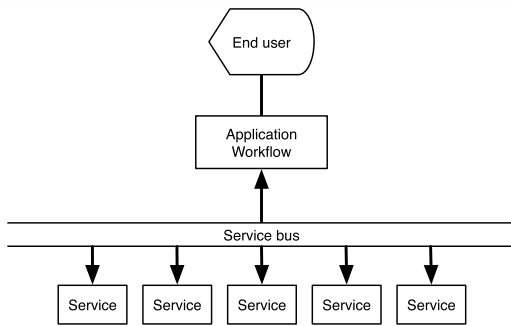 End user
Application
Workflow
Service bus
Service
Service
Service
Service
Service